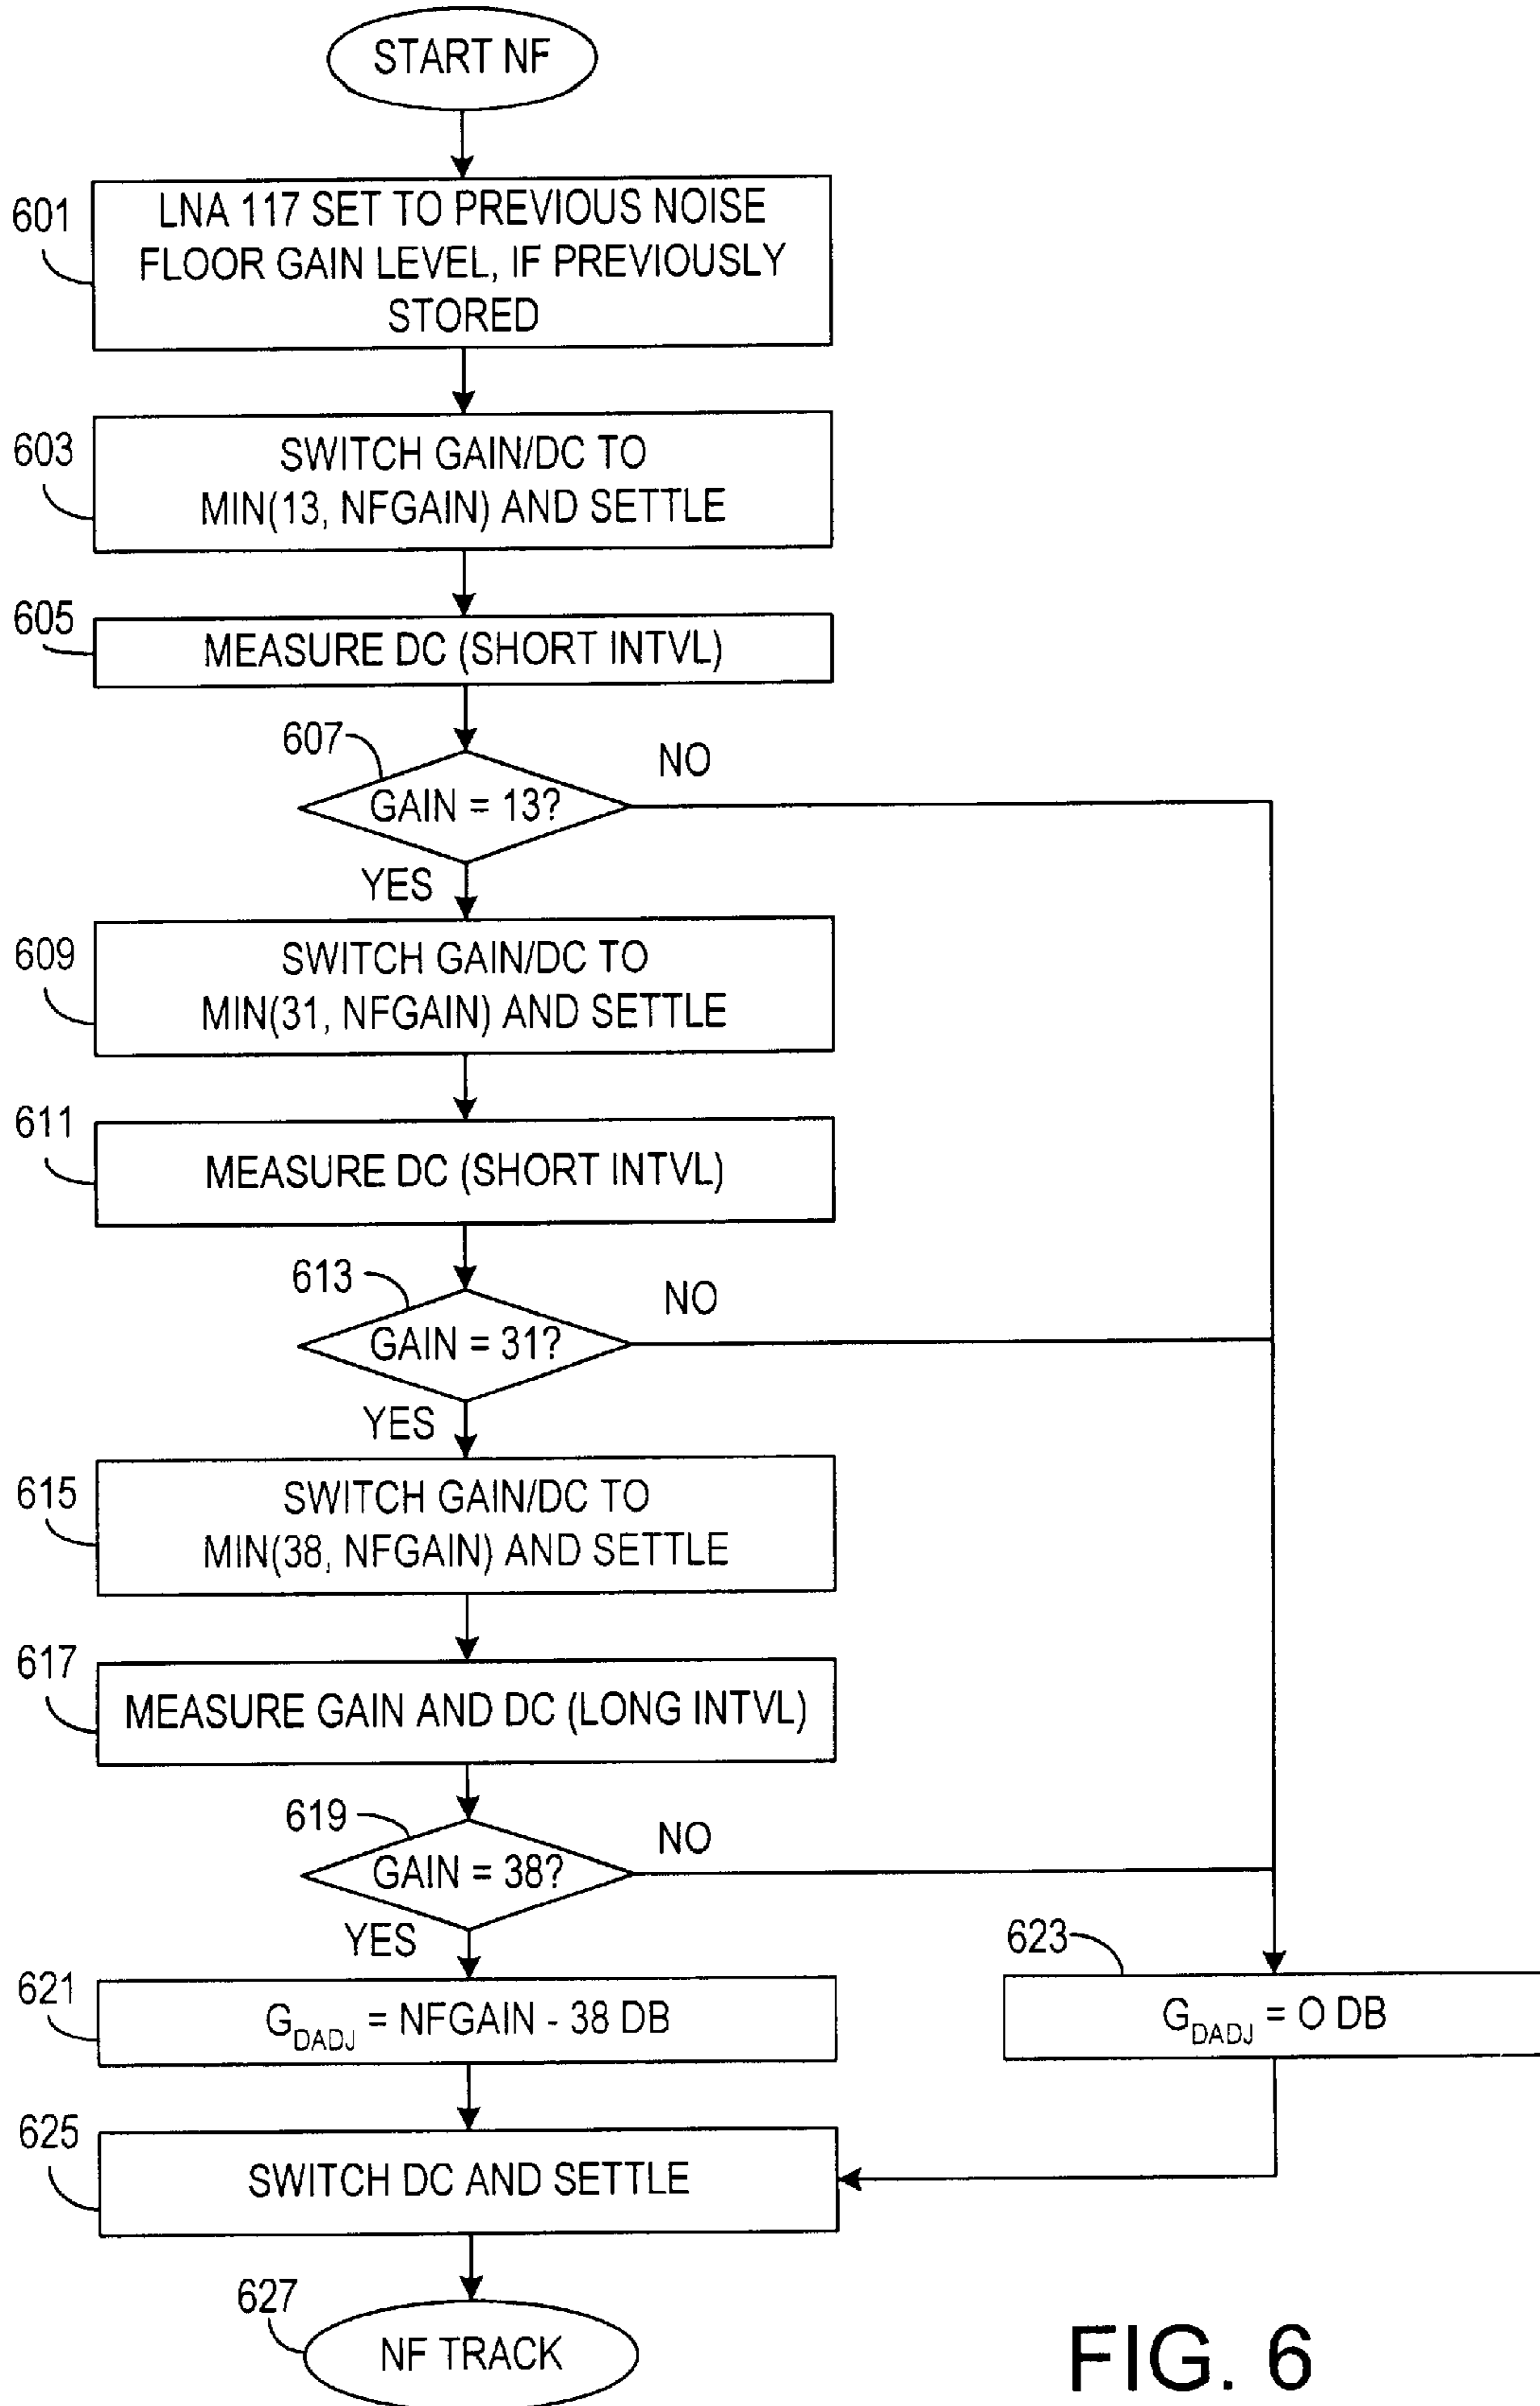 START NF
601
LNA 117 SET TO PREVIOUS NOISE
FLOOR GAIN LEVEL, IF PREVIOUSLY
STORED
603
SWITCH GAIN/DC TO
MIN(13, NFGAIN) AND SETTLE
605
MEASURE DC (SHORT INTVL)
607
NO
GAIN = 13?
YES
609
SWITCH GAIN/DC TO
MIN(31, NFGAIN) AND SETTLE
611
MEASURE DC (SHORT INTVL)
613
NO
GAIN = 31?
YES
615
SWITCH GAIN/DC TO
MIN(38, NFGAIN) AND SETTLE
617
MEASURE GAIN AND DC (LONG INTVL)
619
NO
GAIN = 38?
YES
621
GDADJ = NFGAIN - 38 DB
623
GDADJ = 0 DB
625
SWITCH DC AND SETTLE
627
NF TRACK
FIG. 6